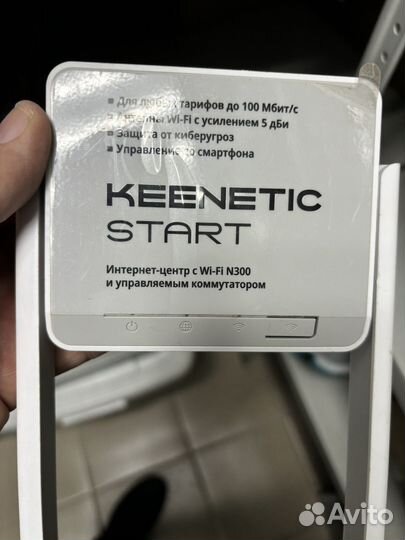 Для любых тарифов до 100 Мбит/с
Антенны Wi-Fi с усилением 5 дБи
Защита от киберугроз
Управление со смартфона
KEENETIC
START
Интернет-центр с Wi-Fi N300
и управляемым коммутатором
Avito